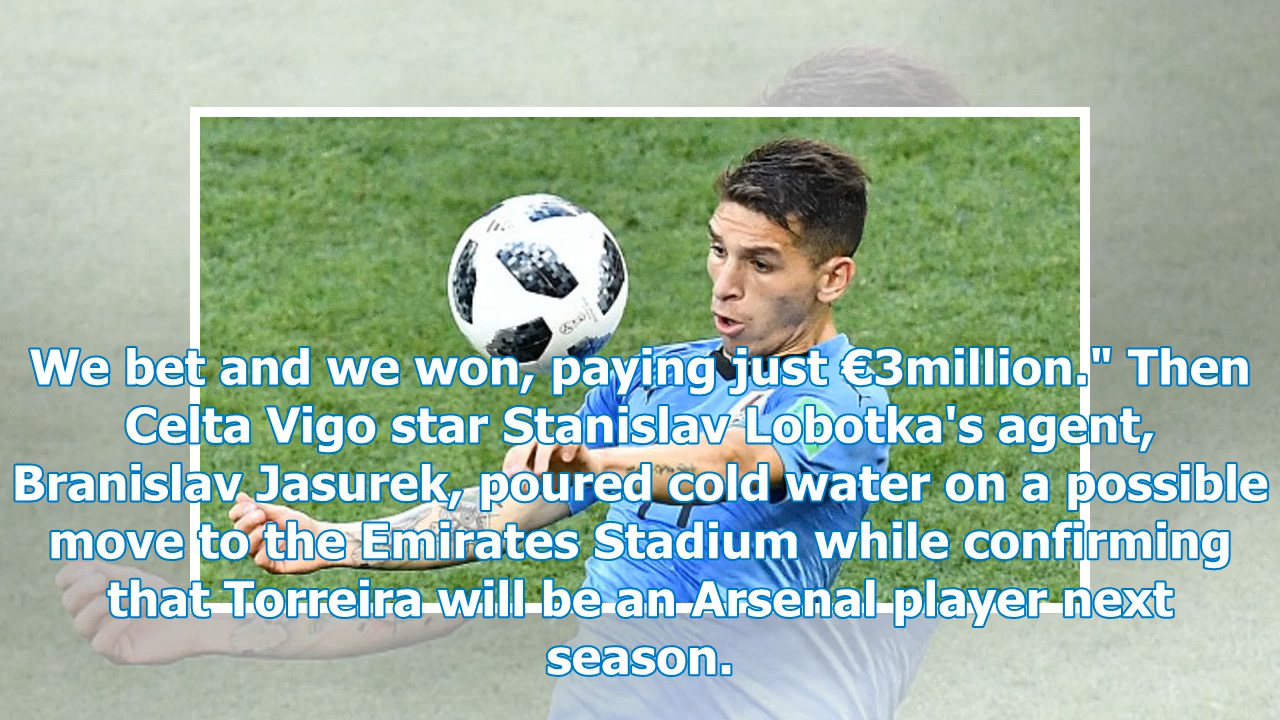 We bet and we won, paying just €3million." Then
Celta Vigo star Stanislav Lobotka's agent,
Branislav Jasurek, poured cold water on a possible
move to the Emirates Stadium while confirming
that Torreira will be an Arsenal player next
season.